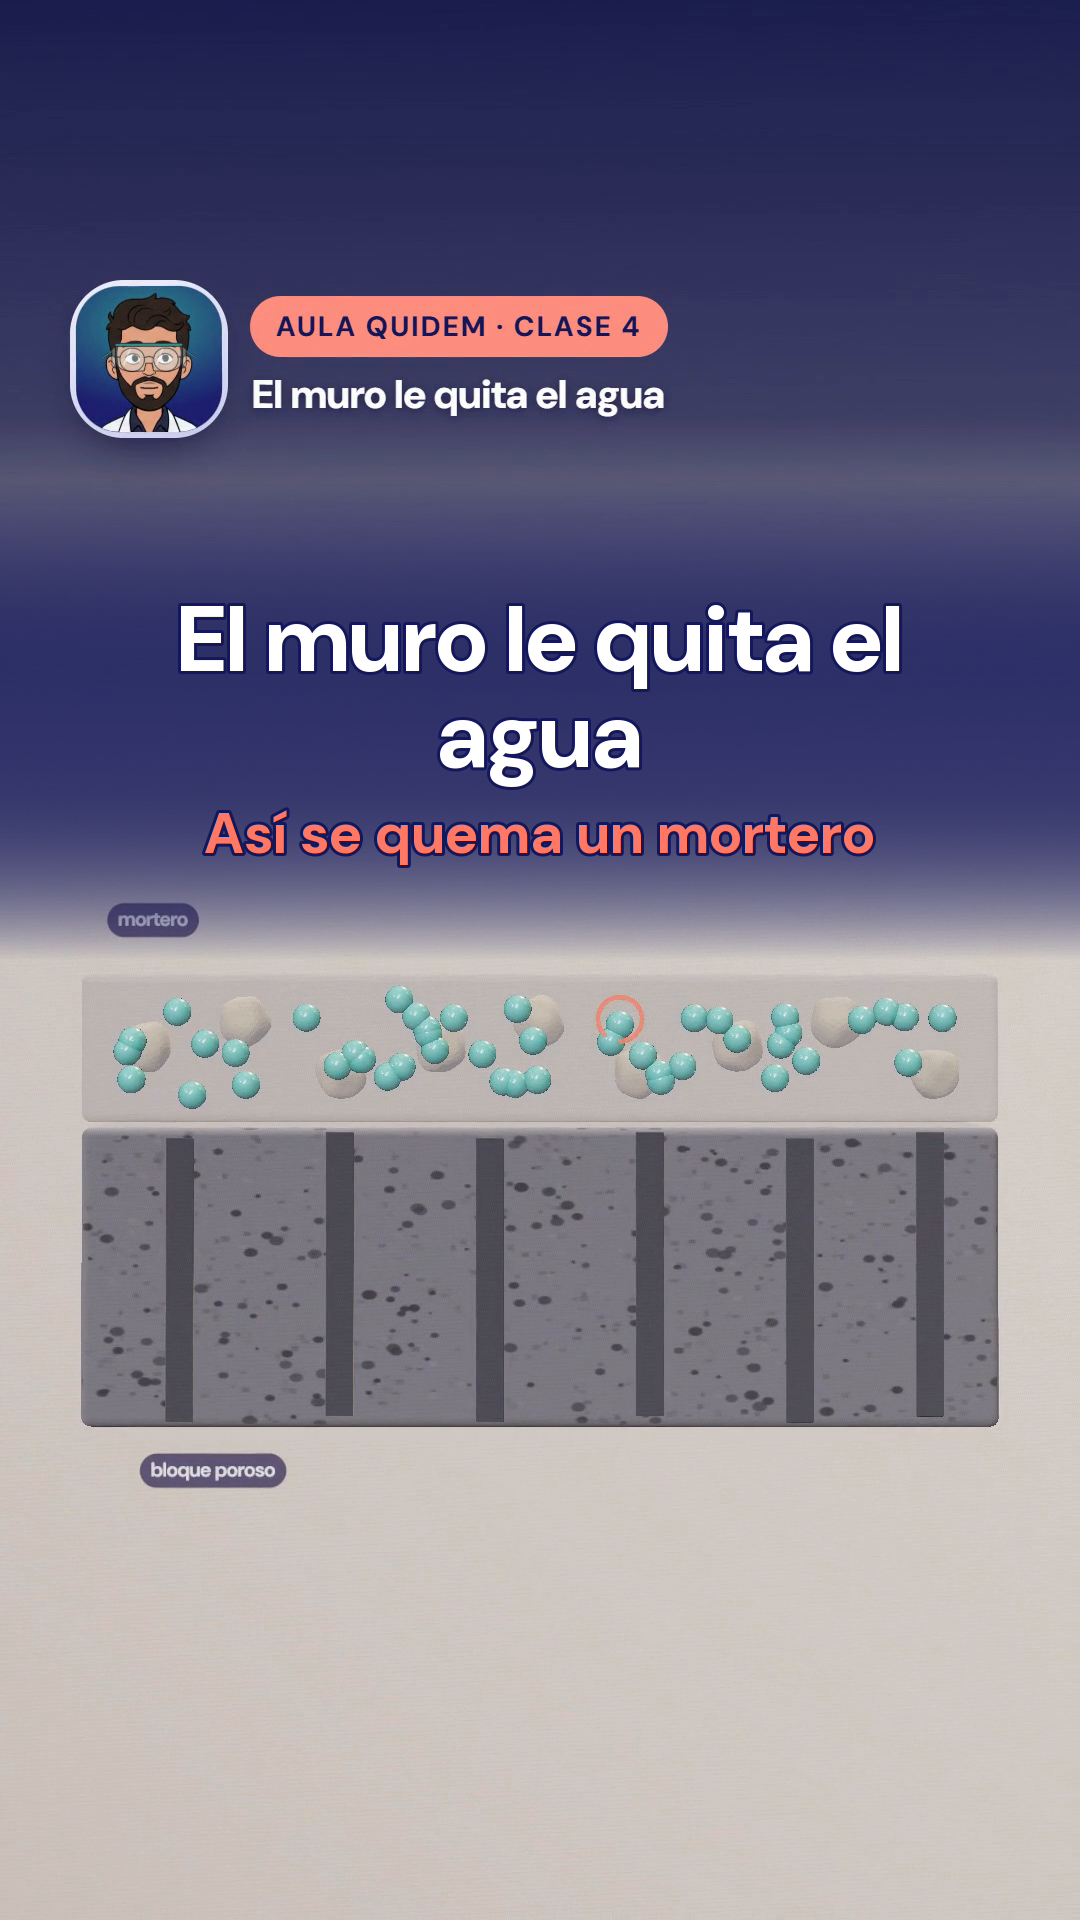 AULA QUIDEM · CLASE 4
El muro le quita el agua
El muro le quita el
agua
Así se quema un mortero
mortero
bloque poroso